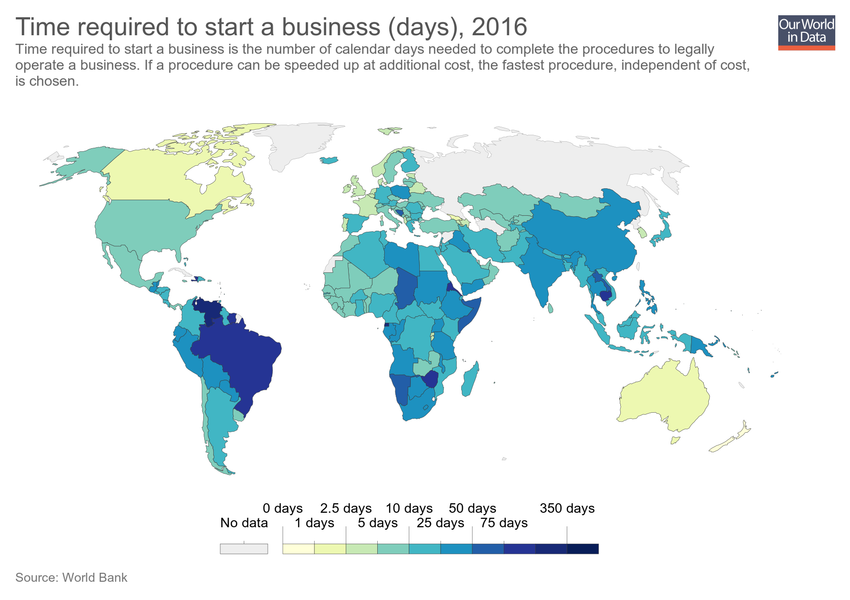 Time required to start a business (days), 2016
Our World
in Data
Time required to start a business is the number of calendar days needed to complete the procedures to legally
operate a business. If a procedure can be speeded up at additional cost, the fastest procedure, independent of cost,
is chosen.
0 days 2.5 days 10 days 50 days 350 days
No data 1 days 5 days 25 days 75 days
Source: World Bank